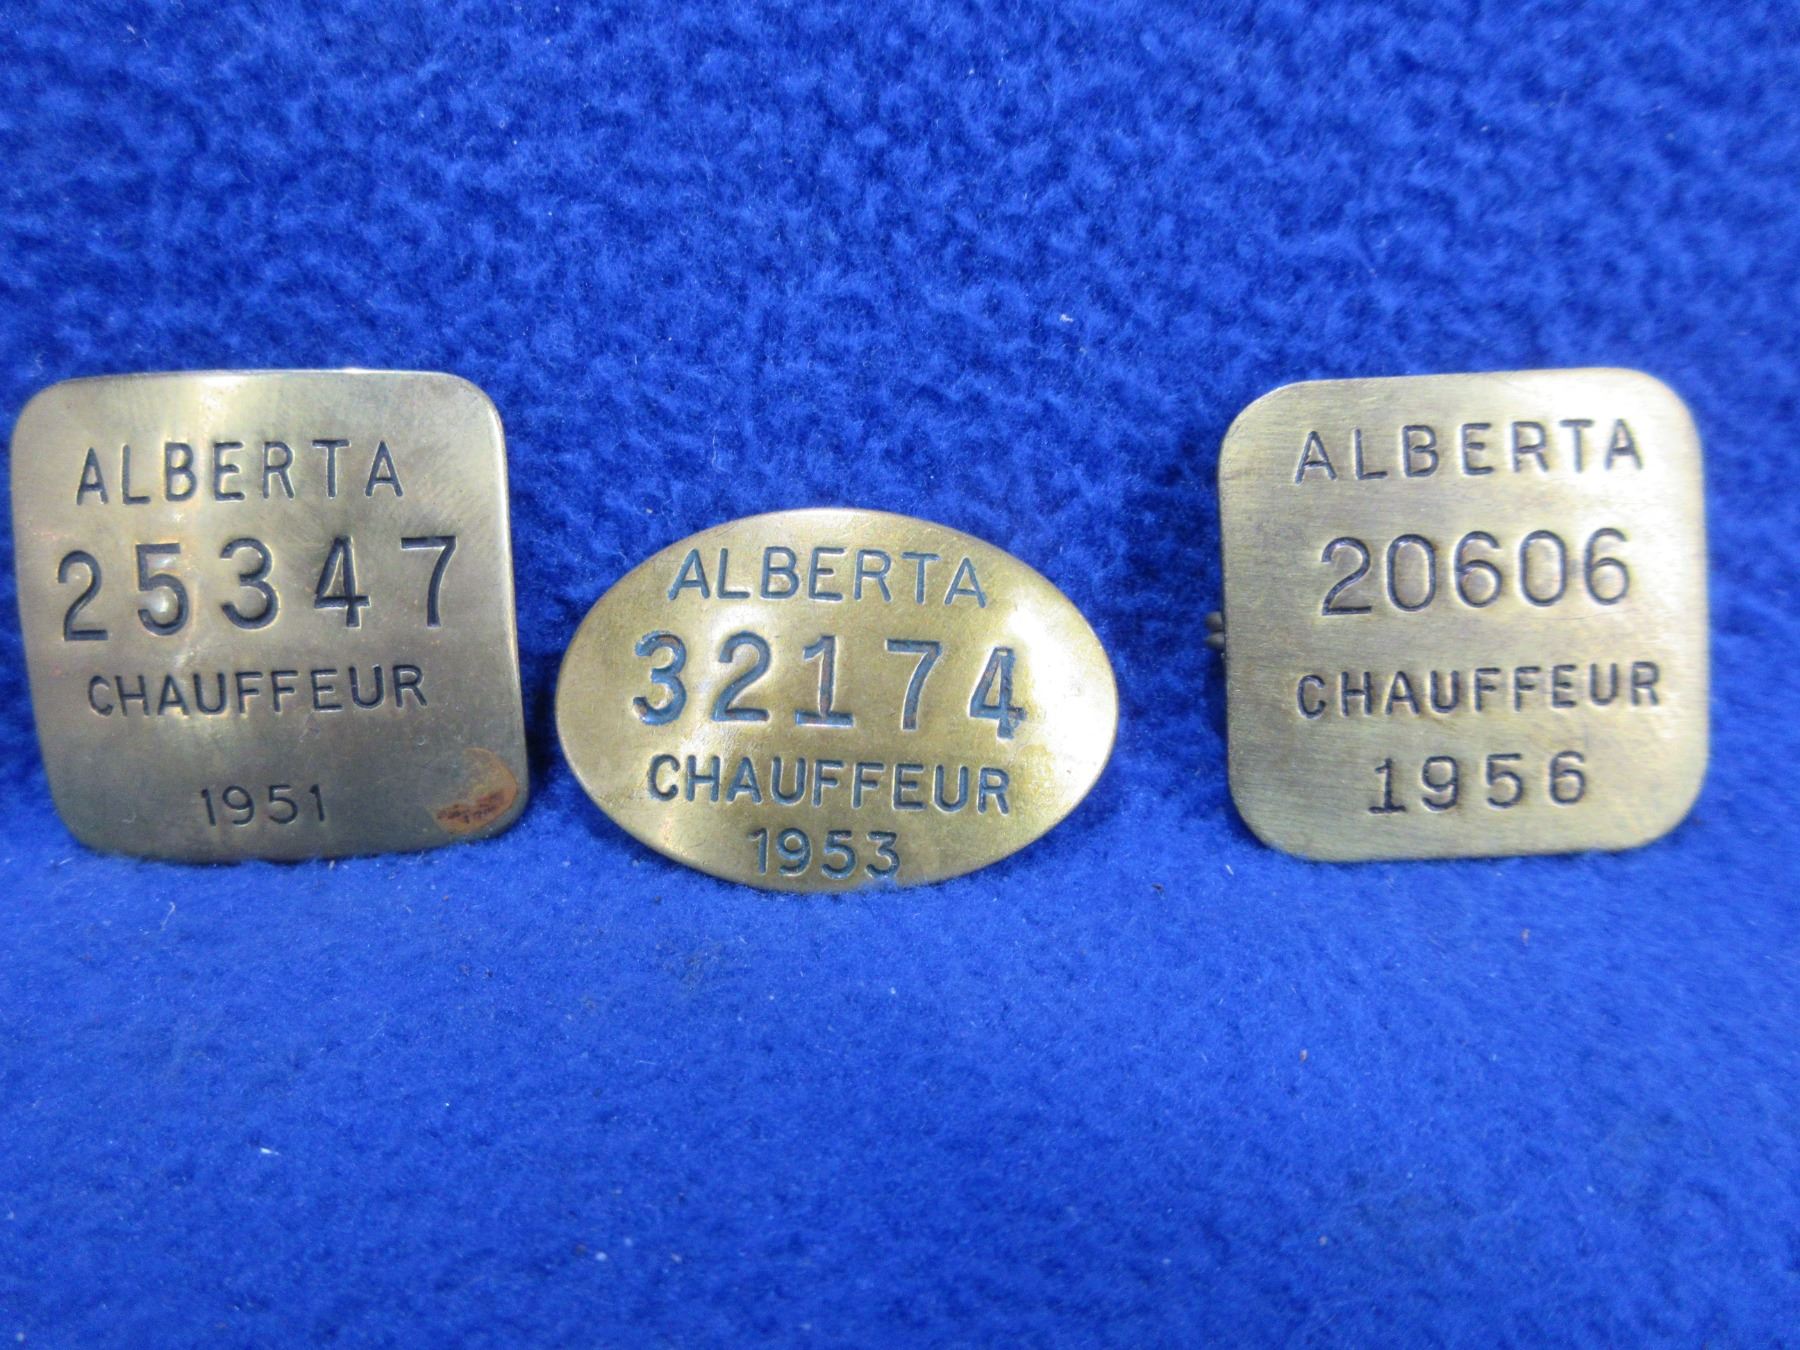 ALBERTA
25347
CHAUFFEUR
1951
ALBERTA
32174
CHAUFFEUR
1953
ALBERTA
20606
CHAUFFEUR
1956